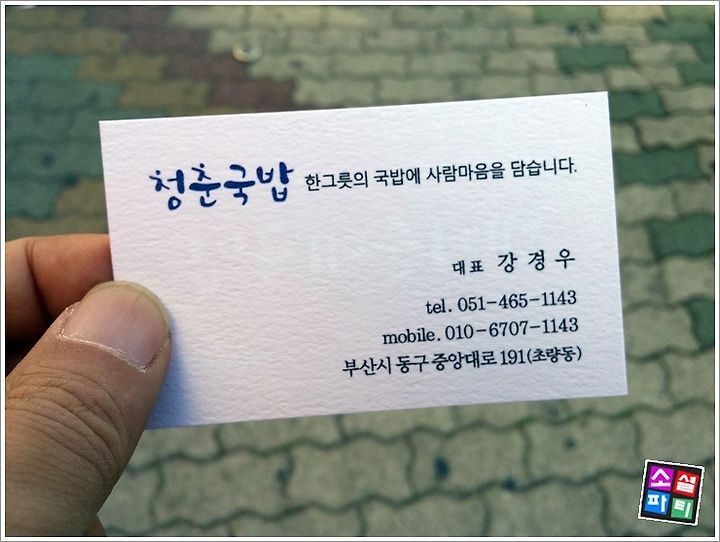 청춘국밥 한그릇의 국밥에 사람마음을 담습니다.
대표 강경우
tel. 051-465-1143
mobile. 010-6707-1143
부산시 동구 중앙대로 191(초량동)
소셜
파티